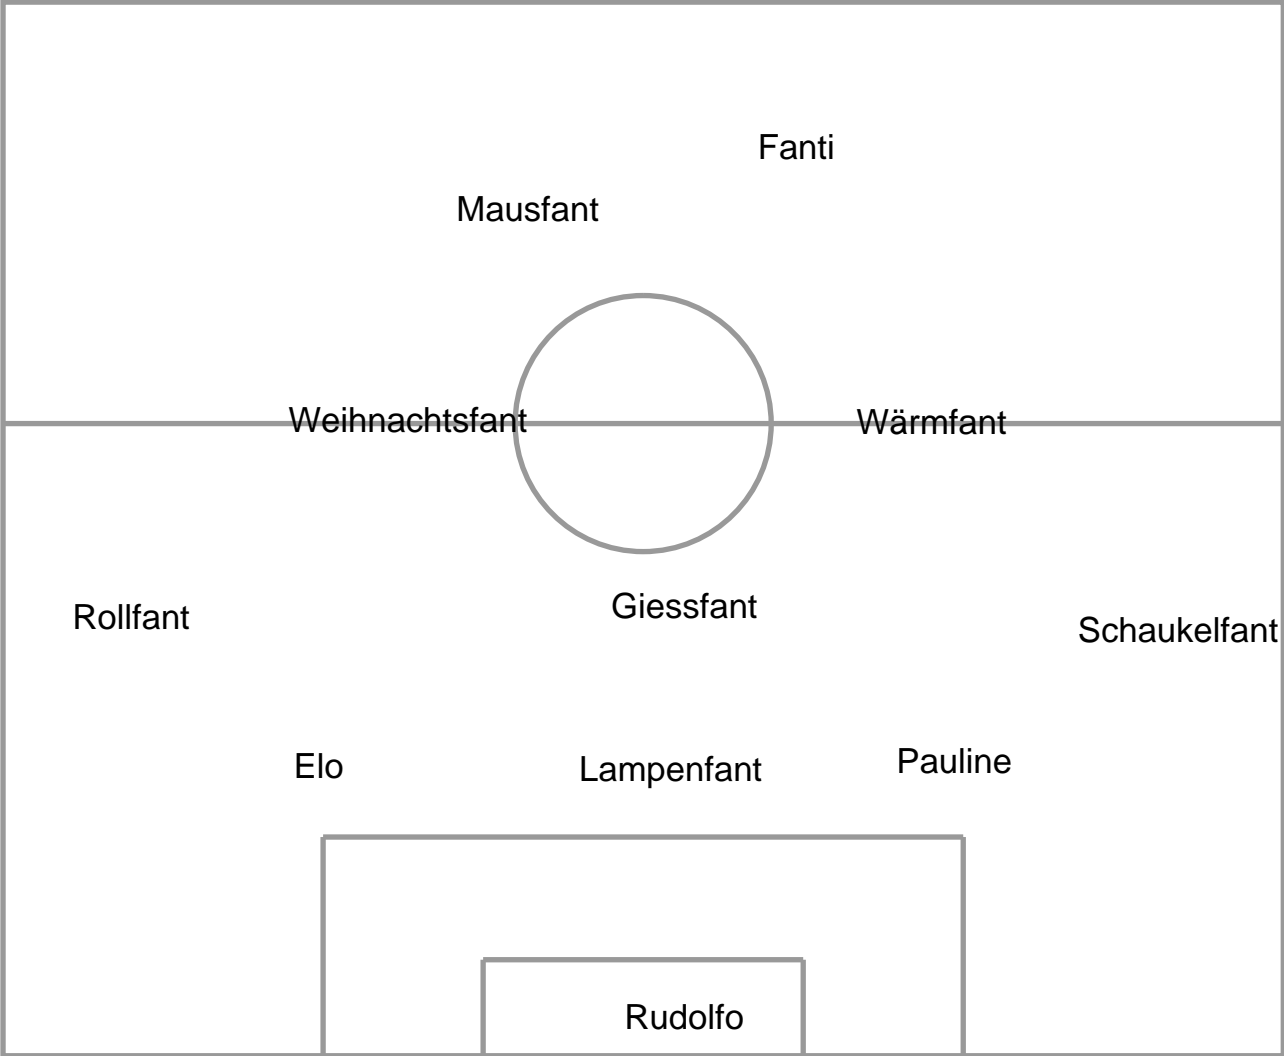 Fanti
Mausfant
Weihnachtsfant
Wärmfant
Rollfant
Giessfant
Schaukelfant
Elo
Lampenfant
Pauline
Rudolfo